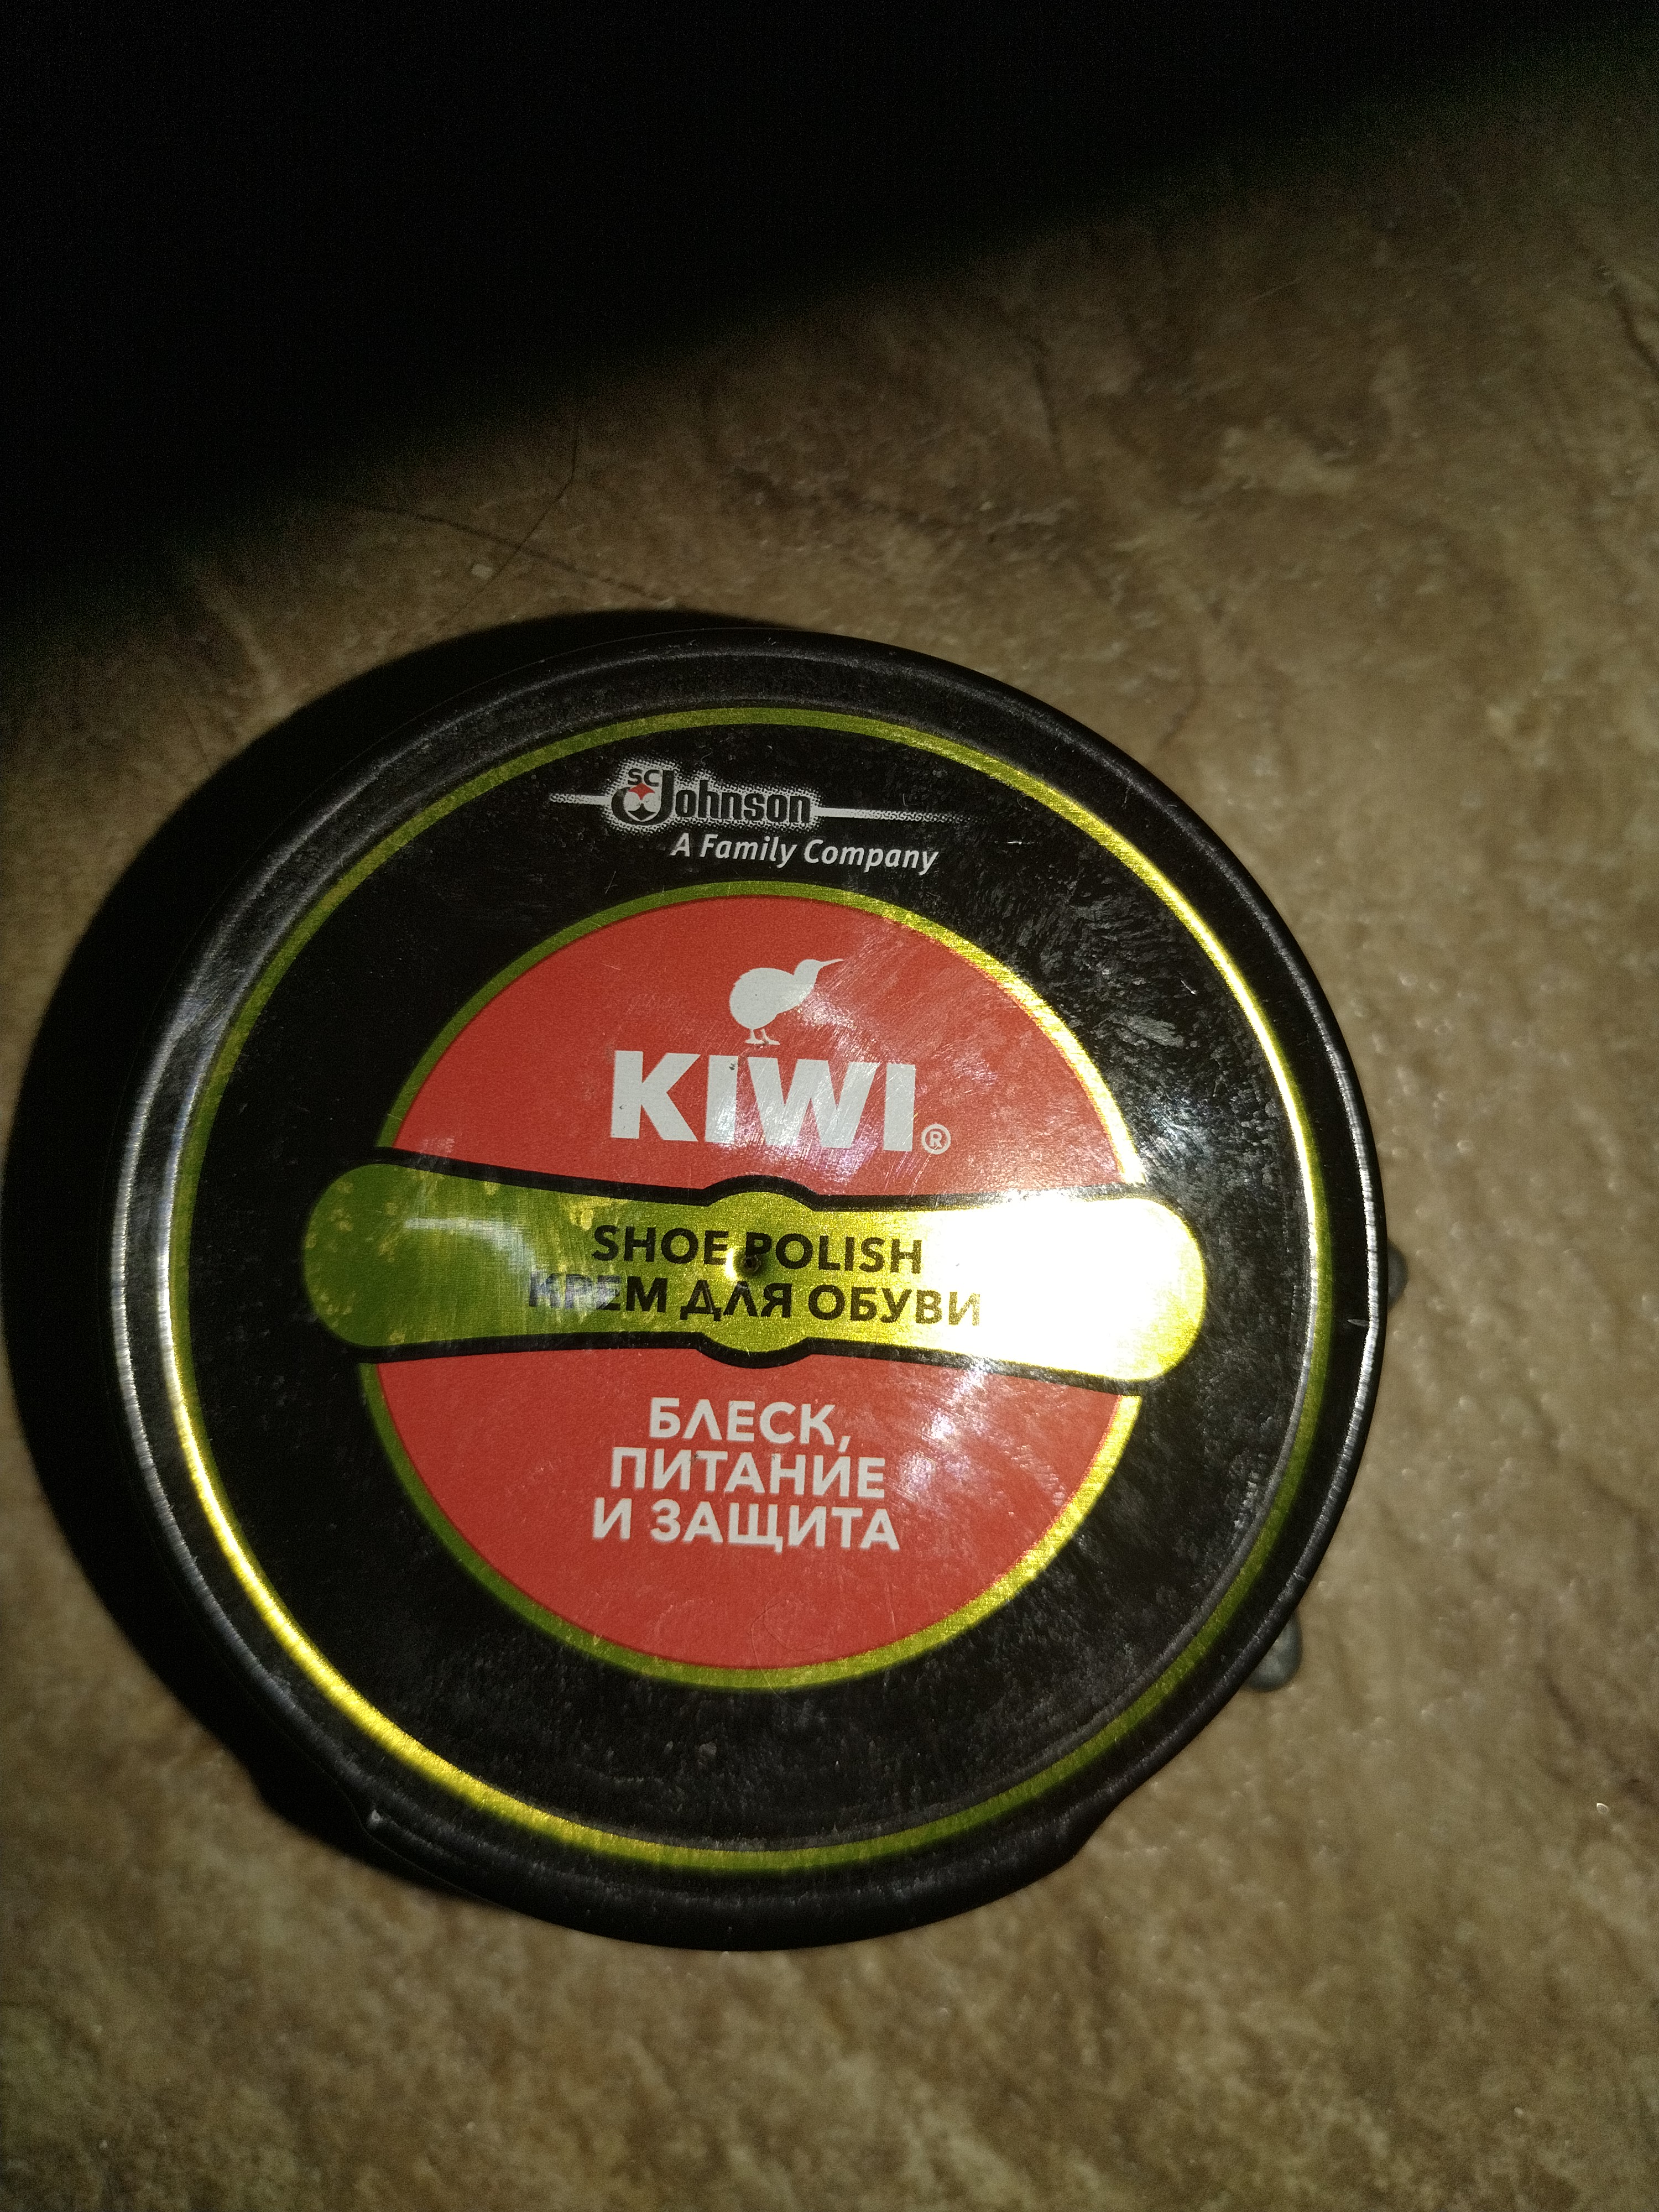 SC Johnson
A Family Company
KIWI®
SHOE POLISH
КРЕМ ДЛЯ ОБУВИ
БЛЕСК,
ПИТАНИЕ
И ЗАЩИТА